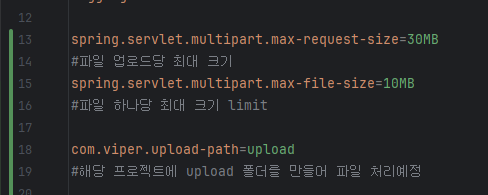 12
13 spring.servlet.multipart.max-request-size=30MB
14 #파일 업로드당 최대 크기
15 spring.servlet.multipart.max-file-size=10MB
16 #파일 하나당 최대 크기 limit
17
18 com.viper.upload-path=upload
19 #해당 프로젝트에 upload 폴더를 만들어 파일 처리예정